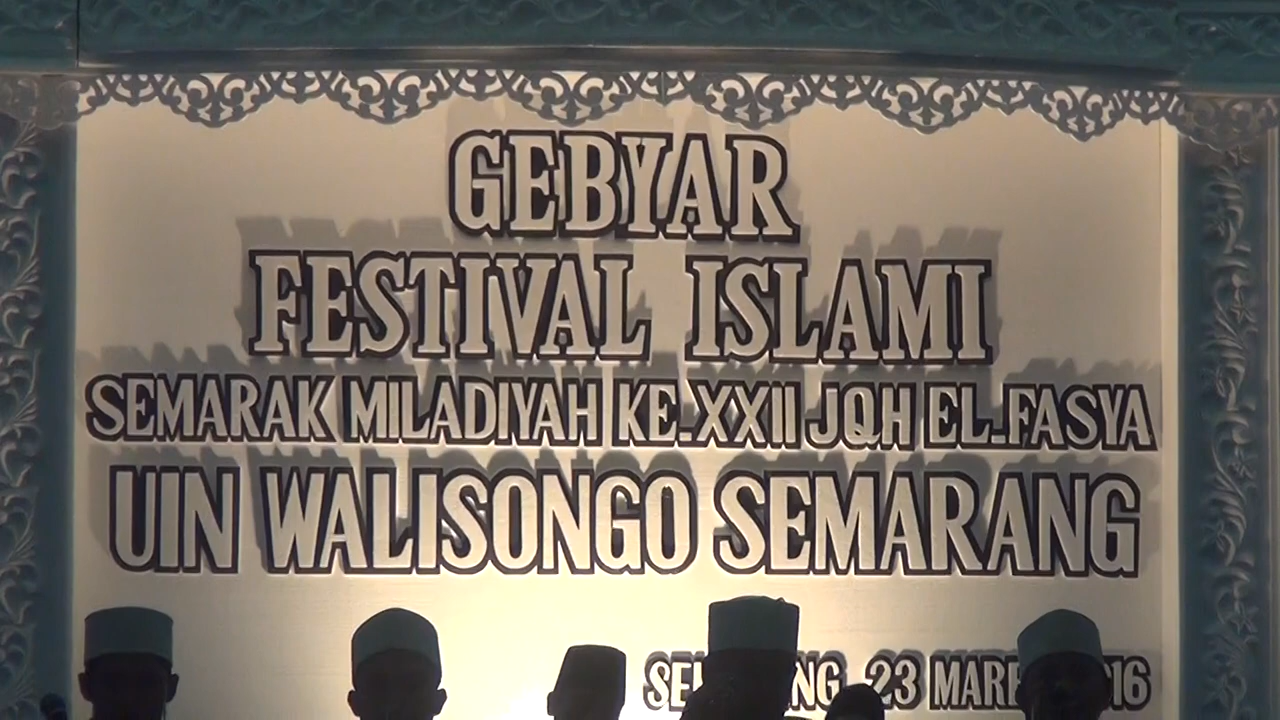 GEBYAR
FESTIVAL ISLAMI
SEMARAK MILADIYAH KE.XXII JQH EL.FASYA
UIN WALISONGO SEMARANG
23